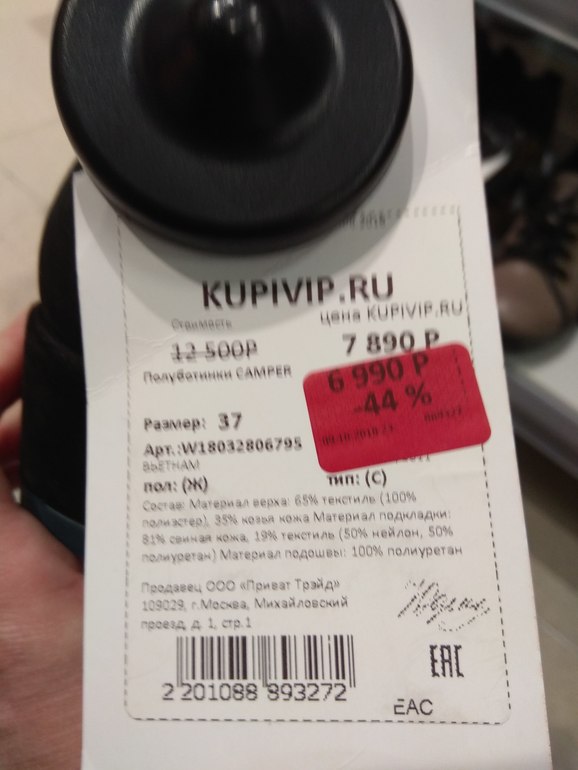 KUPIVIP.RU
Стоимость
цена KUPIVIP.RU
12 500₽
7 890 ₽
Полуботинки CAMPER
6 990 ₽
-44 %
Размер: 37
Арт.:W18032806795
ВЬЕТНАМ
пол: (Ж)
тип: (С)
Состав: Материал верха: 65% текстиль (100%
полиэстер), 35% козья кожа Материал подкладки:
81% свиная кожа, 19% текстиль (50% нейлон, 50%
полиуретан) Материал подошвы: 100% полиуретан
Продавец ООО «Приват Трэйд»
109029, г.Москва, Михайловский
проезд, д. 1, стр.1
2 201088 893272
EAC
EAC